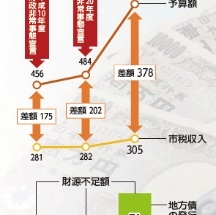 予算額
成10年度
政非常事態宣言
20年度
政非常事態宣言
456
484
差額 175
差額 202
差額 378
市税収入
281
282
305
財源不足額
地方債
の発行